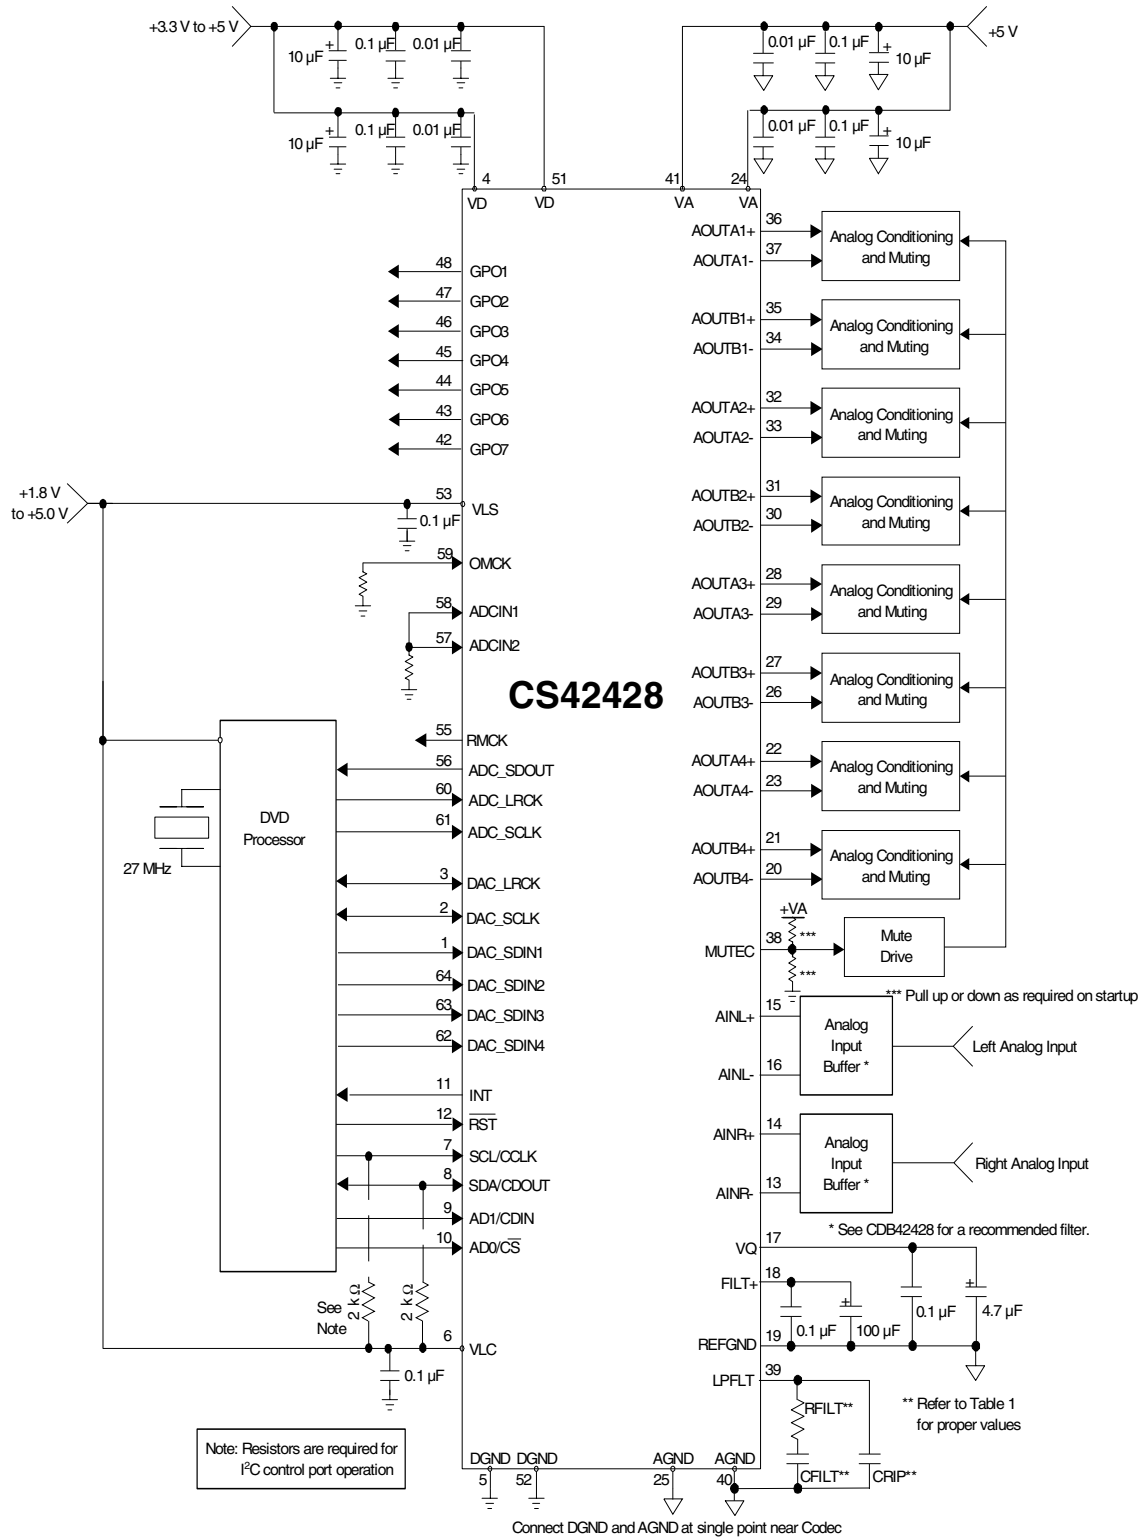 +3.3 V to +5 V
10 µF
+
0.1 µF
0.01 µF
10 µF
+
0.1 µF
0.01 µF
+5 V
0.01 µF
0.1 µF
+
10 µF
0.01 µF
0.1 µF
+
10 µF
4
VD
51
VD
41
VA
24
VA
48
GPO1
47
GPO2
46
GPO3
45
GPO4
44
GPO5
43
GPO6
42
GPO7
+1.8 V
to +5.0 V
53
VLS
0.1 µF
59
OMCK
58
ADCIN1
57
ADCIN2
CS42428
55
RMCK
56
ADC_SDOUT
60
ADC_LRCK
61
ADC_SCLK
DVD
Processor
27 MHz
3
DAC_LRCK
2
DAC_SCLK
1
DAC_SDIN1
64
DAC_SDIN2
63
DAC_SDIN3
62
DAC_SDIN4
11
INT
12
RST
7
SCL/CCLK
8
SDA/CDOUT
9
AD1/CDIN
10
AD0/CS
See
Note
2 kΩ
2 kΩ
6
VLC
0.1 µF
Note: Resistors are required for
I²C control port operation
DGND
5
DGND
52
AGND
25
AGND
40
Connect DGND and AGND at single point near Codec
AOUTA1+
36
AOUTA1-
37
Analog Conditioning
and Muting
AOUTB1+
35
AOUTB1-
34
Analog Conditioning
and Muting
AOUTA2+
32
AOUTA2-
33
Analog Conditioning
and Muting
AOUTB2+
31
AOUTB2-
30
Analog Conditioning
and Muting
AOUTA3+
28
AOUTA3-
29
Analog Conditioning
and Muting
AOUTB3+
27
AOUTB3-
26
Analog Conditioning
and Muting
AOUTA4+
22
AOUTA4-
23
Analog Conditioning
and Muting
AOUTB4+
21
AOUTB4-
20
Analog Conditioning
and Muting
+VA
***
MUTEC
38
***
Mute
Drive
*** Pull up or down as required on startup
AINL+
15
AINL-
16
Analog
Input
Buffer *
Left Analog Input
AINR+
14
AINR-
13
Analog
Input
Buffer *
Right Analog Input
* See CDB42428 for a recommended filter.
VQ
17
FILT+
18
0.1 µF
+
100 µF
0.1 µF
+
4.7 µF
REFGND
19
LPFLT
39
RFILT**
CFILT**
CRIP**
** Refer to Table 1
for proper values